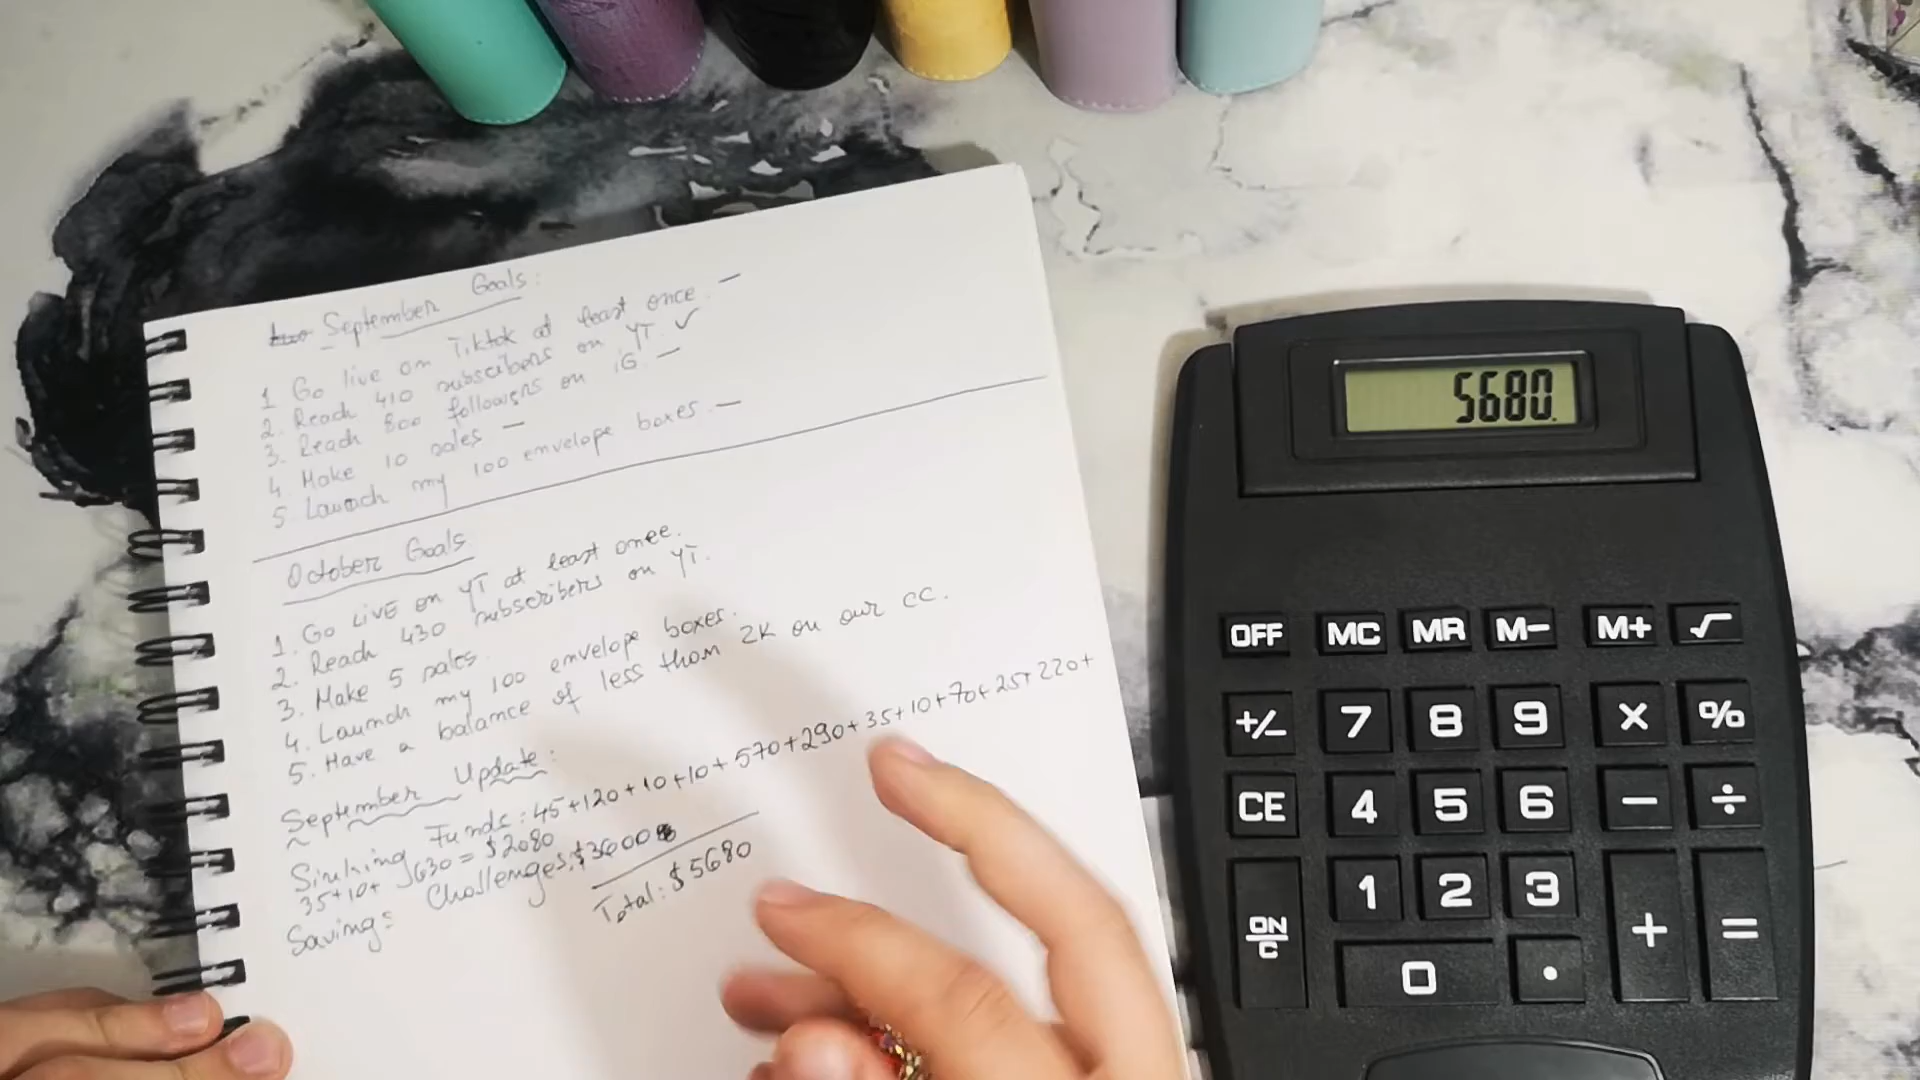 September Goals:
1 Go live on Tiktok at least once. —
2. Reach 410 subscibers on YT. ✓
3. Reach 800 followers on iG —
4 Make 10 sales —
5. Launch my 100 envelope boxes. —
October Goals
1. Go LIVE on YT at least once.
2. Reach 430 subscribers on YT.
3. Make 5 sales.
4. Launch my 100 envelope boxes.
5. Have a balance of less than 2K on our CC.
September Update:
Sinking Funds: 45+120+10+10+570+290+35+10+70+25+220+
35+10+ 630 = $2080
Savings Challenges: $3600
Total: $5680
5680.
OFF MC MR M− M+ √
+/− 7 8 9 × %
CE 4 5 6 − ÷
ON/C 1 2 3 + =
0 .